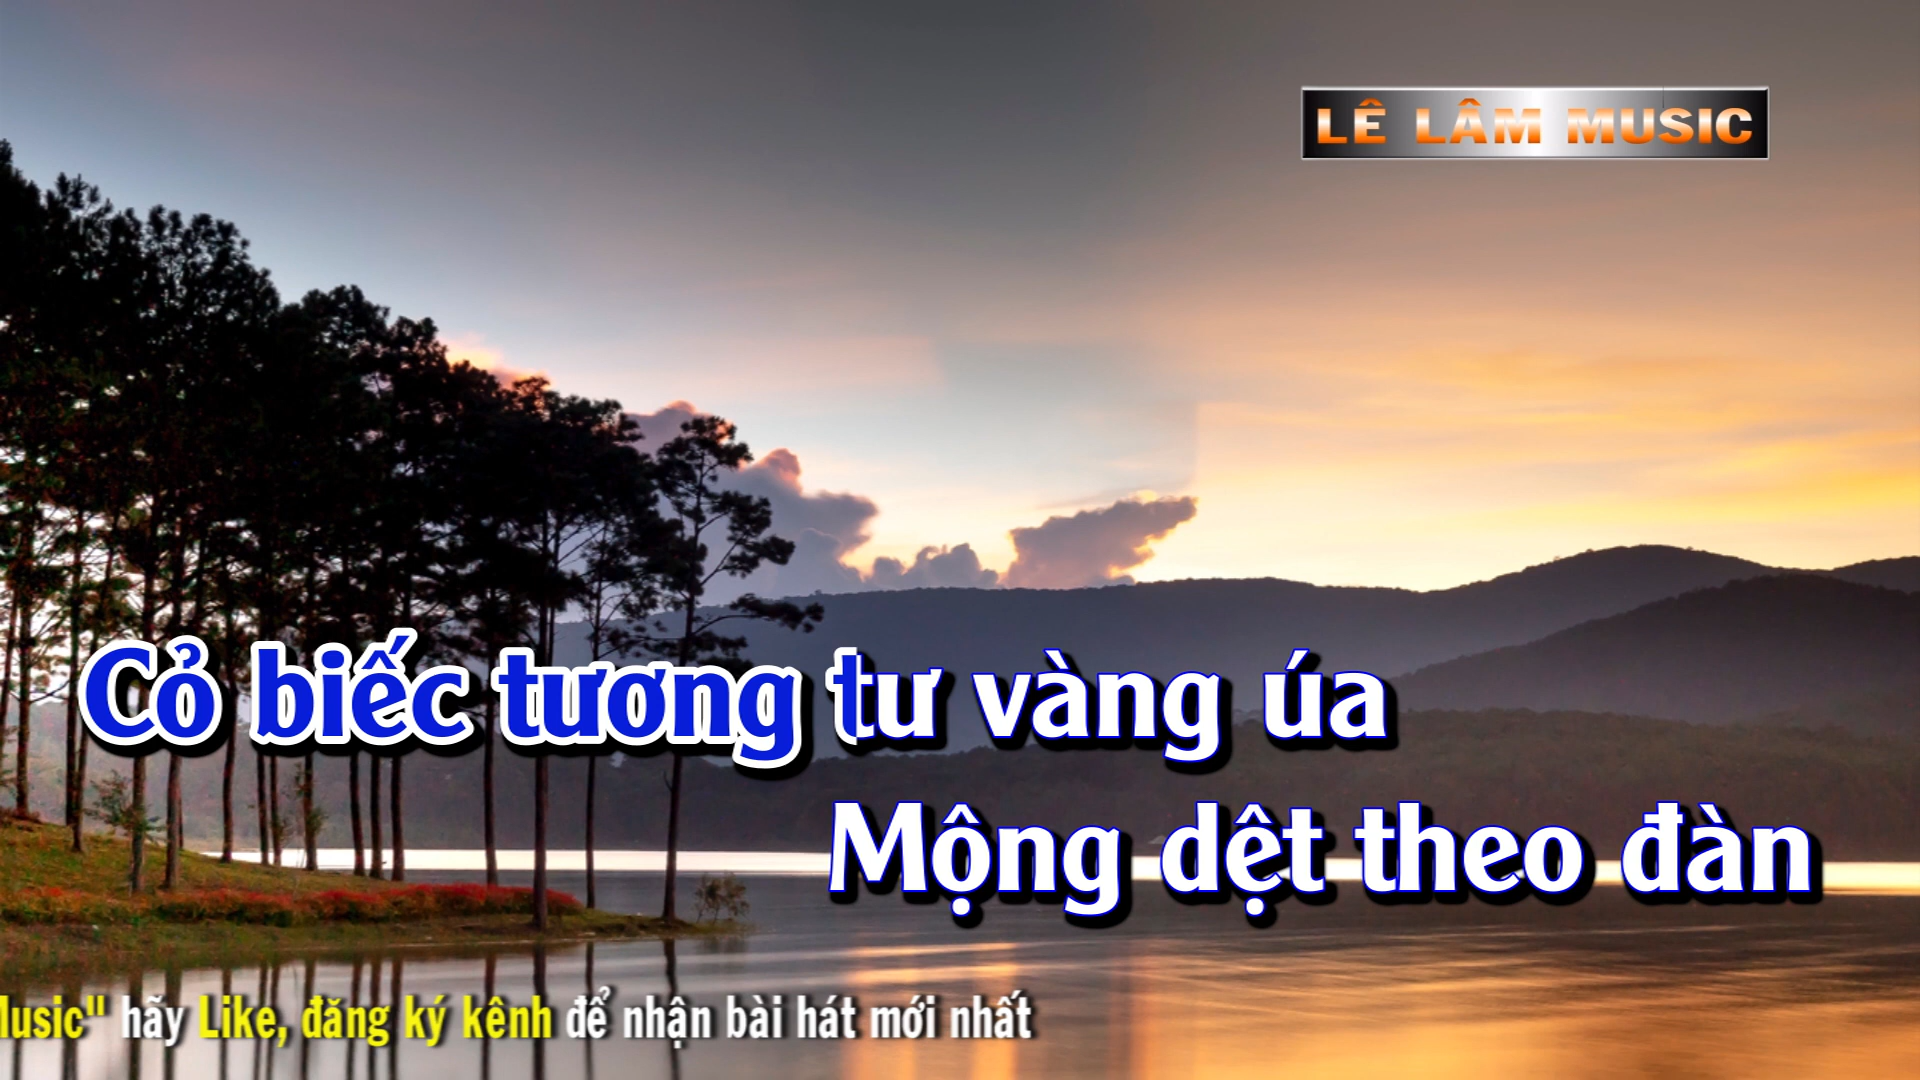 LÊ LÂM MUSIC
Cỏ biếc tương tư vàng úa
Mộng dệt theo đàn
Music" hãy Like, đăng ký kênh để nhận bài hát mới nhất